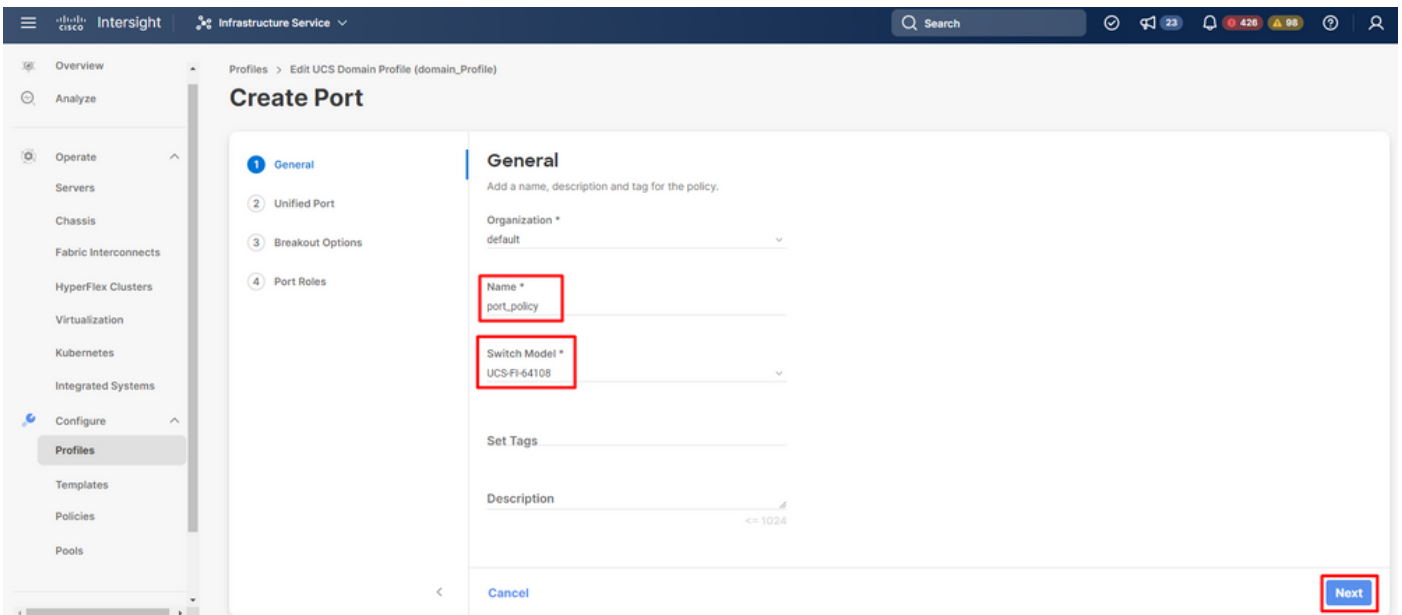 cisco Intersight
Infrastructure Service
Search
23
426
98
Overview
Analyze
Operate
Servers
Chassis
Fabric Interconnects
HyperFlex Clusters
Virtualization
Kubernetes
Integrated Systems
Configure
Profiles
Templates
Policies
Pools
Profiles > Edit UCS Domain Profile (domain_Profile)
Create Port
1 General
2 Unified Port
3 Breakout Options
4 Port Roles
General
Add a name, description and tag for the policy.
Organization *
default
Name *
port_policy
Switch Model *
UCS-FI-64108
Set Tags
Description
<= 1024
Cancel
Next